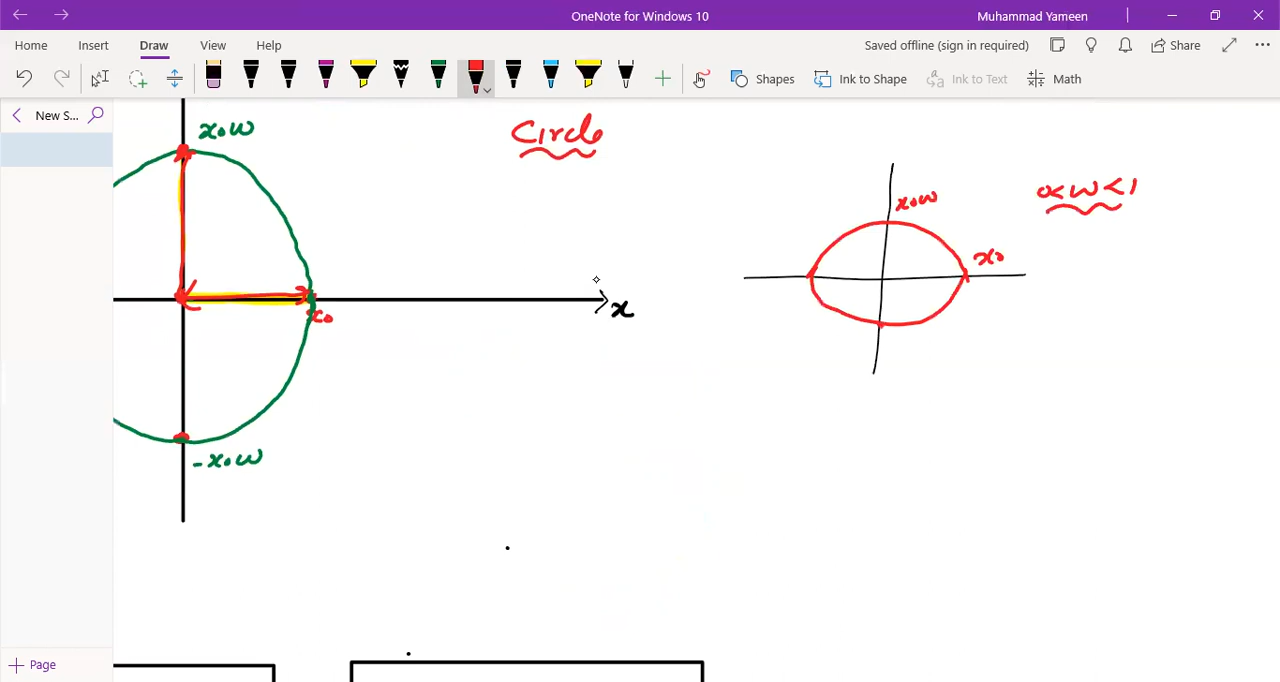 OneNote for Windows 10
Muhammad Yameen
Home Insert Draw View Help
Saved offline (sign in required)
Share
Shapes
Ink to Shape
Ink to Text
Math
New S...
x₀ω
Circle
0<ω<1
x₀ω
x₀
x
x₀
-x₀ω
Page